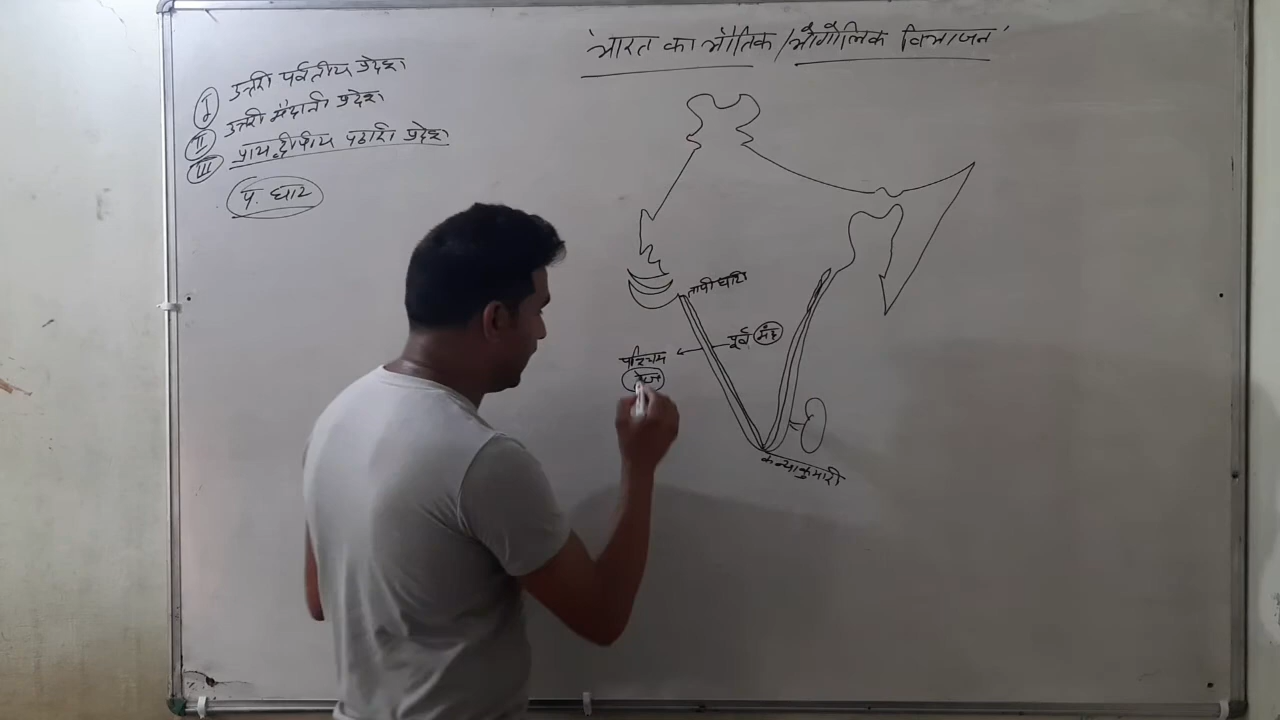 'भारत का भौतिक/भौगोलिक विभाजन'
I उत्तरी पर्वतीय प्रदेश
II उत्तरी मैदानी प्रदेश
III प्रायद्वीपीय पठारी प्रदेश
प. घाट
तापी घाटी
पूर्व मंद
पश्चिम
तेज
कन्याकुमारी